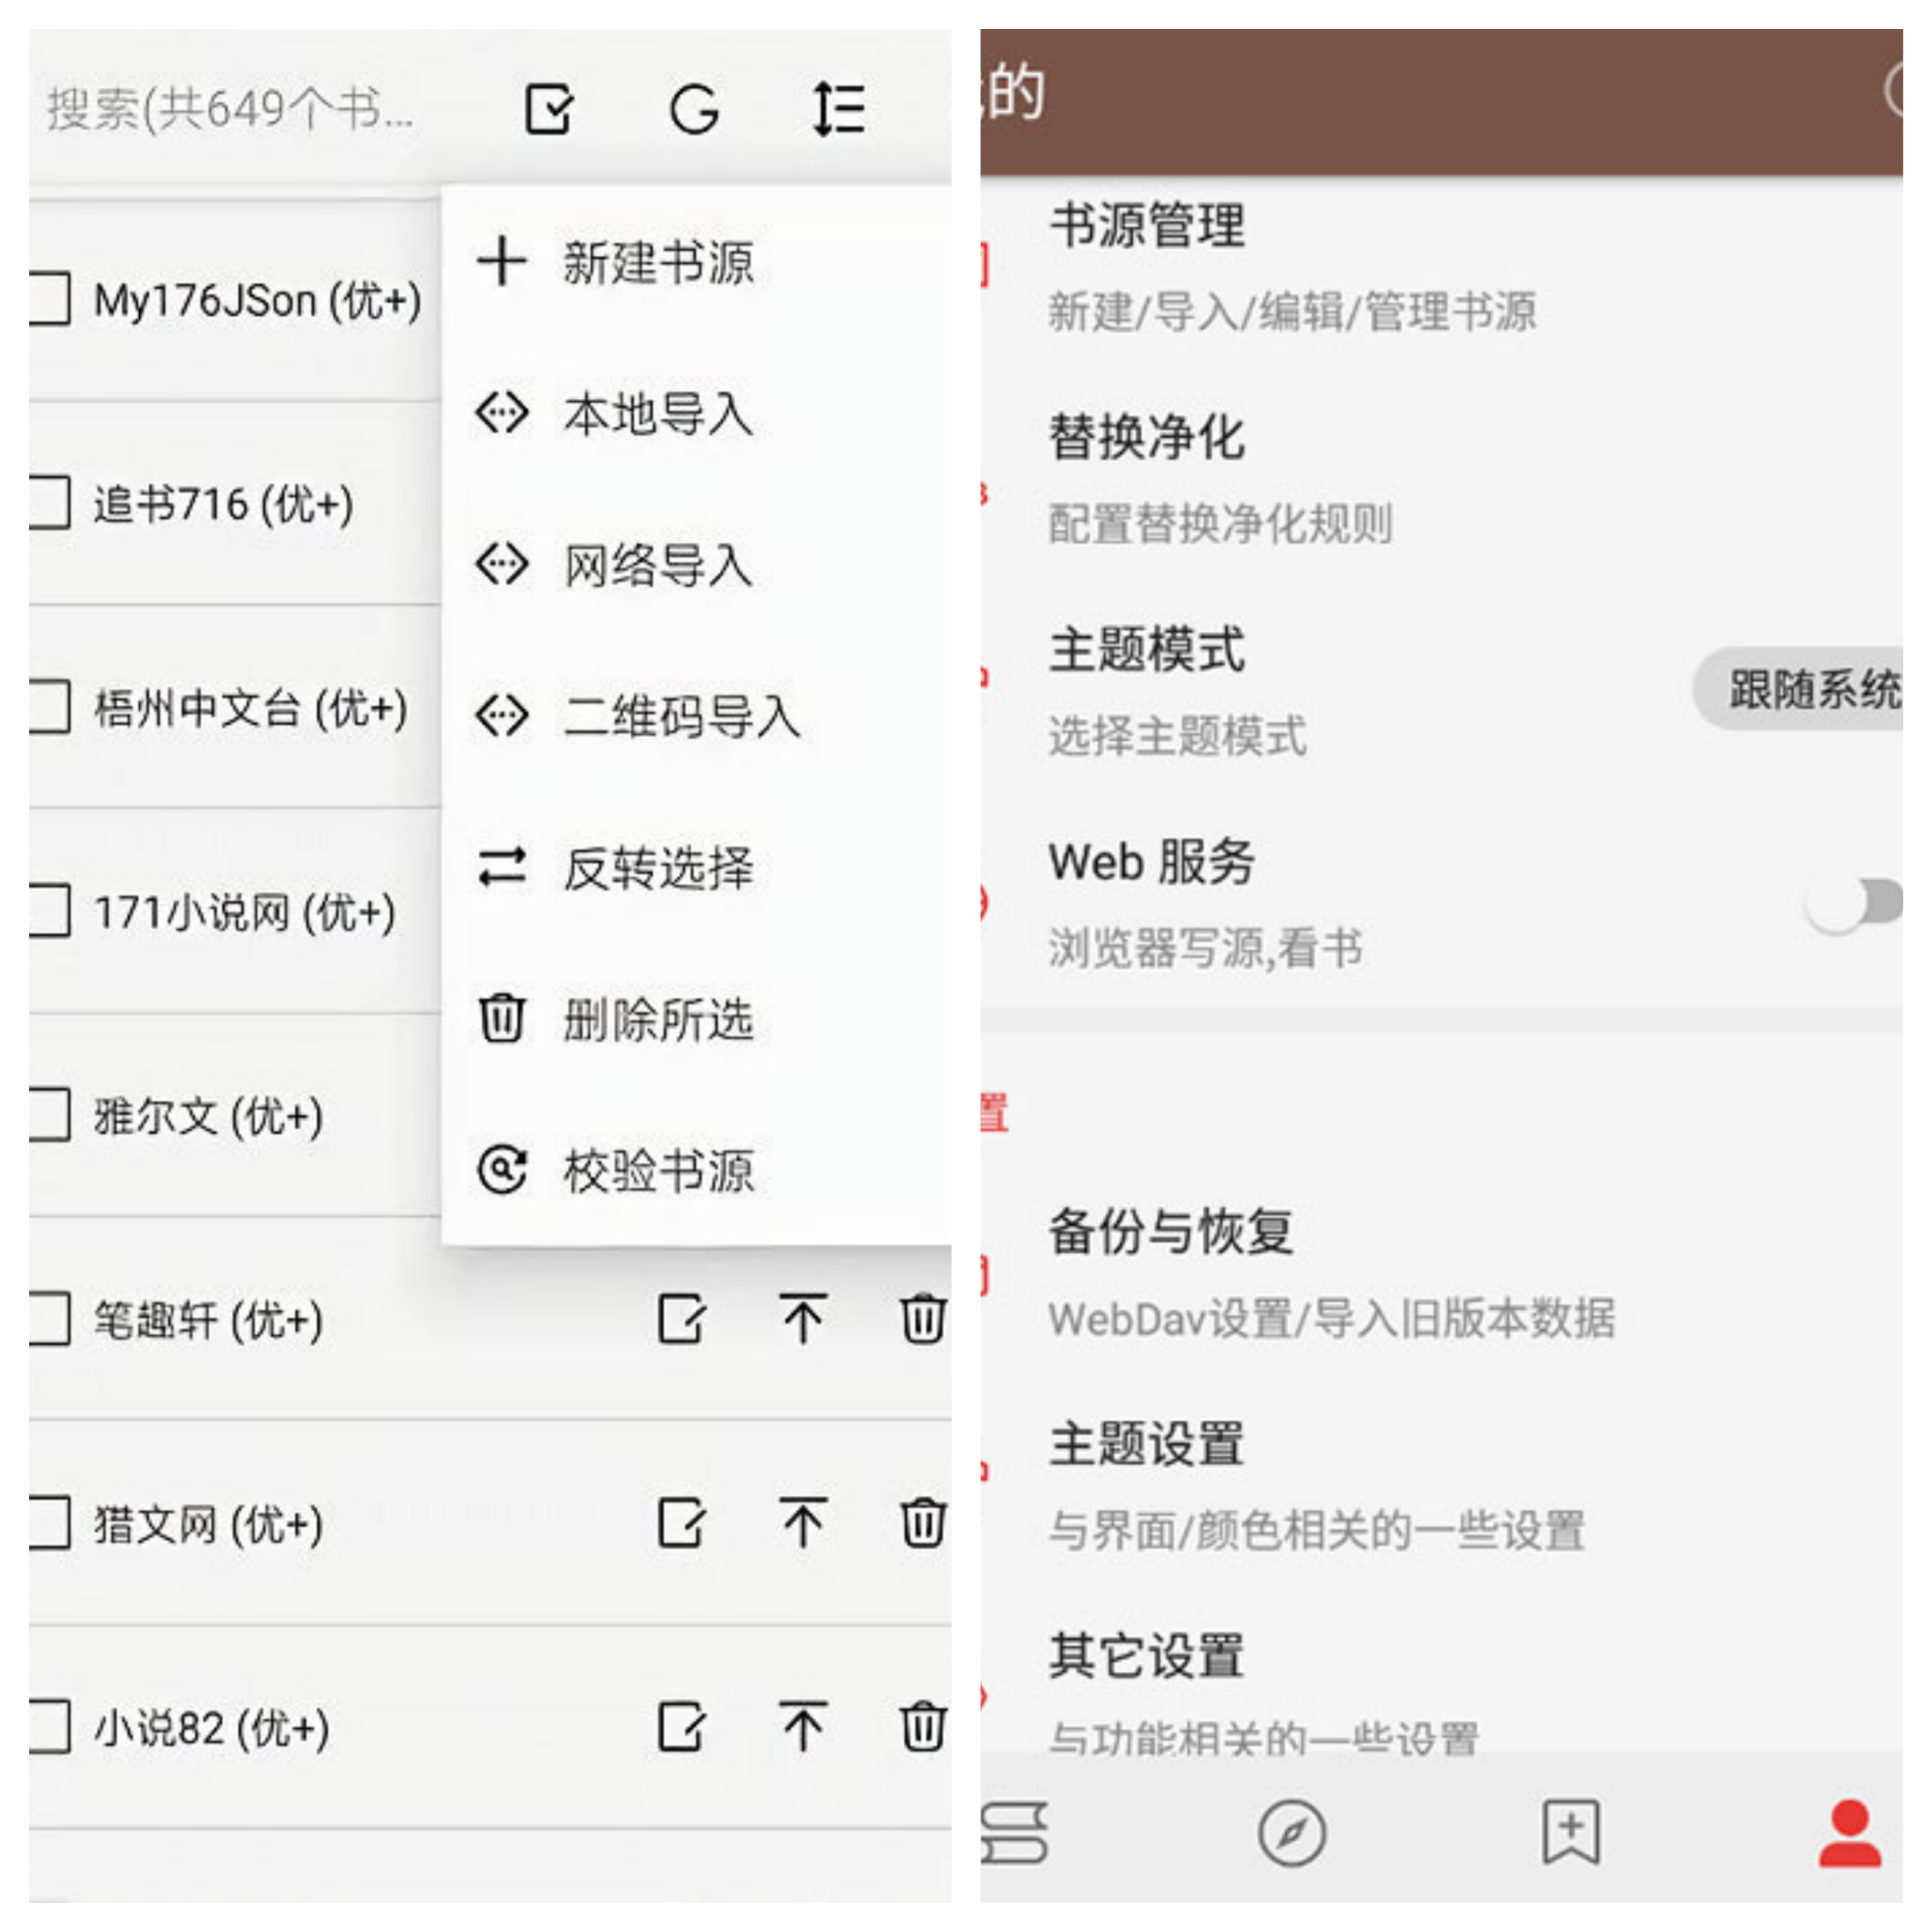 搜索(共649个书...
新建书源
本地导入
网络导入
二维码导入
反转选择
删除所选
校验书源
My176JSon (优+)
追书716 (优+)
梧州中文台 (优+)
171小说网 (优+)
雅尔文 (优+)
笔趣轩 (优+)
猎文网 (优+)
小说82 (优+)
的
书源管理
新建/导入/编辑/管理书源
替换净化
配置替换净化规则
主题模式
跟随系统
选择主题模式
Web 服务
浏览器写源,看书
置
备份与恢复
WebDav设置/导入旧版本数据
主题设置
与界面/颜色相关的一些设置
其它设置
与功能相关的一些设置